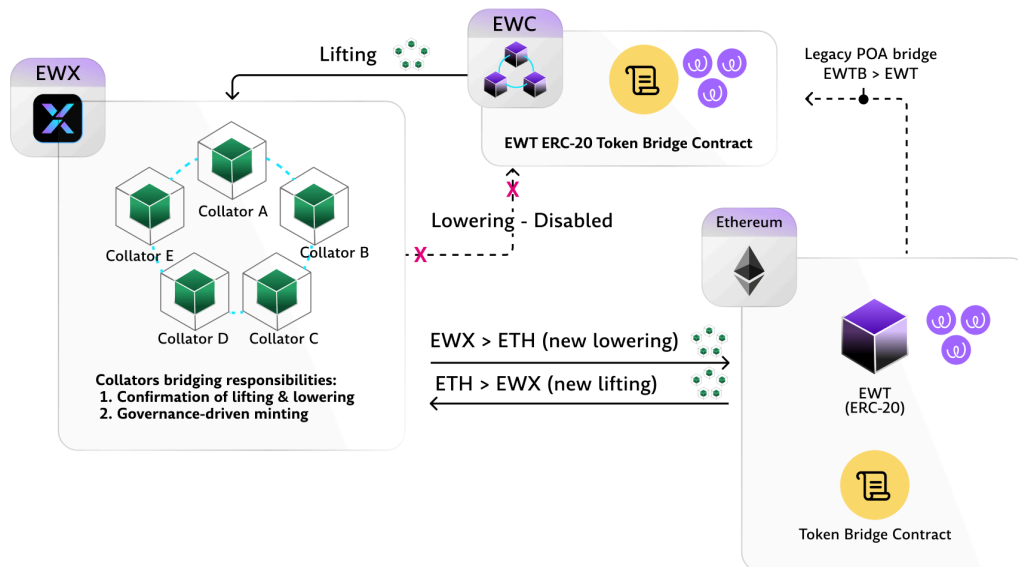 EWC
Lifting
EWX
EWT ERC-20 Token Bridge Contract
Legacy POA bridge
EWTB > EWT
X
Lowering - Disabled
X
Collator A
Collator B
Collator E
Collator D
Collator C
Ethereum
Collators bridging responsibilities:
1. Confirmation of lifting & lowering
2. Governance-driven minting
EWX > ETH (new lowering)
ETH > EWX (new lifting)
EWT
(ERC-20)
Token Bridge Contract